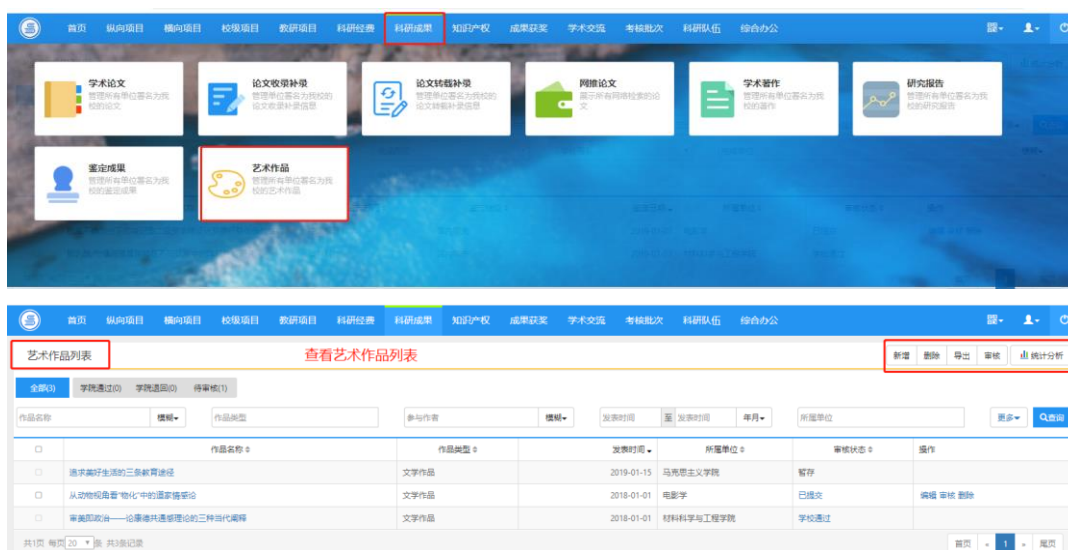 首页 纵向项目 横向项目 校级项目 教研项目 科研经费 科研成果 知识产权 成果获奖 学术交流 考核批次 科研队伍 综合办公
学术论文
管理所有单位署名为我校的论文
论文收录补录
管理单位署名为我校的论文收录补录信息
论文转载补录
管理单位署名为我校的论文转载补录信息
网推论文
展示所有网络检索的论文
学术著作
管理所有单位署名为我校的著作
研究报告
管理所有单位署名为我校的研究报告
鉴定成果
管理所有单位署名为我校的鉴定成果
艺术作品
管理所有单位署名为我校的艺术作品
首页 纵向项目 横向项目 校级项目 教研项目 科研经费 科研成果 知识产权 成果获奖 学术交流 考核批次 科研队伍 综合办公
艺术作品列表 查看艺术作品列表 新增 删除 导出 审核 统计分析
全部(3) 学院通过(0) 学院退回(0) 待审核(1)
作品名称 模糊 作品类型 参与作者 模糊 发表时间 至 发表时间 年月 所属单位 更多 查询
作品名称 作品类型 发表时间 所属单位 审核状态 操作
追求美好生活的三条教育途径 文学作品 2019-01-15 马克思主义学院 暂存
从动物视角看“物化”中的道家情感论 文学作品 2018-01-01 电影学 已提交 编辑 审核 删除
审美即政治——论康德共通感理论的三种当代阐释 文学作品 2018-01-01 材料科学与工程学院 学校通过
共1页 每页 20 条 共3条记录 首页 « 1 » 尾页